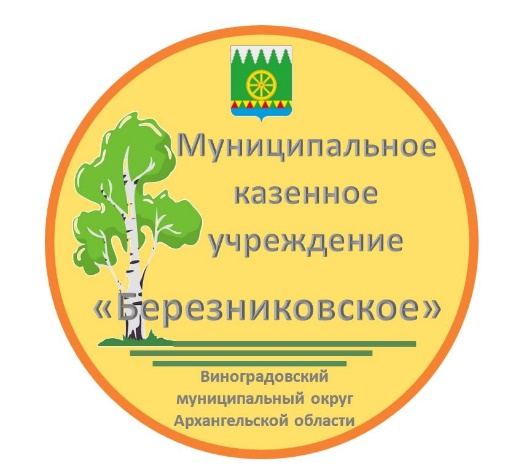 Муниципальное
казенное
учреждение
«Березниковское»
Виноградовский
муниципальный округ
Архангельской области